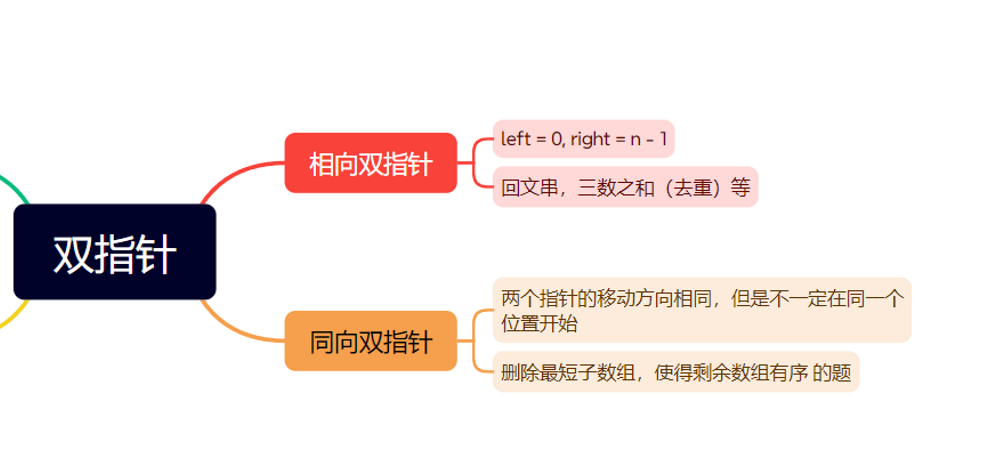 双指针
相向双指针
left = 0, right = n - 1
回文串，三数之和（去重）等
同向双指针
两个指针的移动方向相同，但是不一定在同一个
位置开始
删除最短子数组，使得剩余数组有序 的题